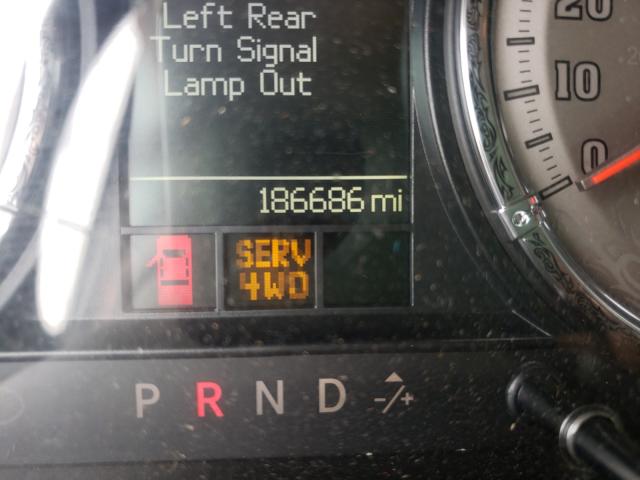 Left Rear
Turn Signal
Lamp Out
186686 mi
SERV
4WD
P R N D -/+
20
10
0